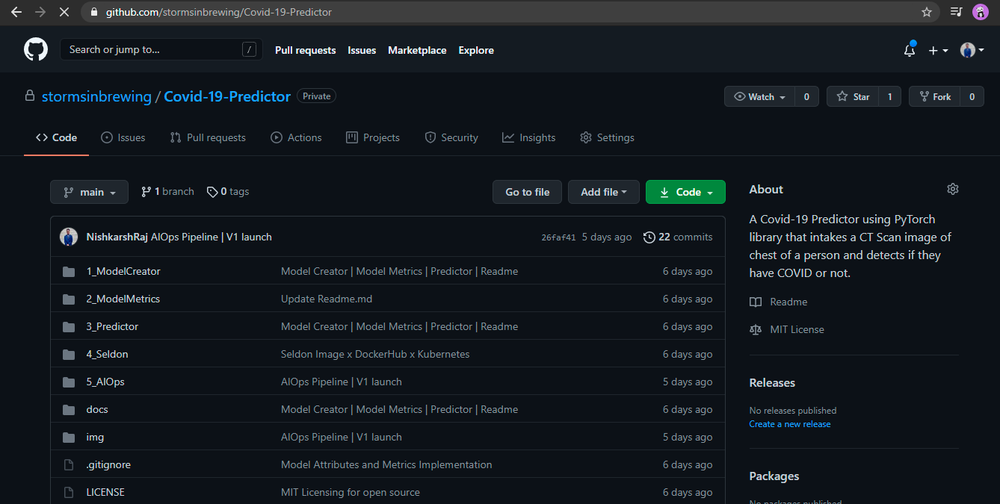 github.com/stormsinbrewing/Covid-19-Predictor
Search or jump to... /
Pull requests Issues Marketplace Explore
stormsinbrewing / Covid-19-Predictor Private
Watch 0 Star 1 Fork 0
Code Issues Pull requests Actions Projects Security Insights Settings
main 1 branch 0 tags Go to file Add file Code
NishkarshRaj AIOps Pipeline | V1 launch 26faf41 5 days ago 22 commits
1_ModelCreator Model Creator | Model Metrics | Predictor | Readme 6 days ago
2_ModelMetrics Update Readme.md 6 days ago
3_Predictor Model Creator | Model Metrics | Predictor | Readme 6 days ago
4_Seldon Seldon Image x DockerHub x Kubernetes 6 days ago
5_AIOps AIOps Pipeline | V1 launch 5 days ago
docs Model Creator | Model Metrics | Predictor | Readme 6 days ago
img AIOps Pipeline | V1 launch 5 days ago
.gitignore Model Attributes and Metrics Implementation 6 days ago
LICENSE MIT Licensing for open source 6 days ago
About
A Covid-19 Predictor using PyTorch
library that intakes a CT Scan image of
chest of a person and detects if they
have COVID or not.
Readme
MIT License
Releases
No releases published
Create a new release
Packages
No packages published